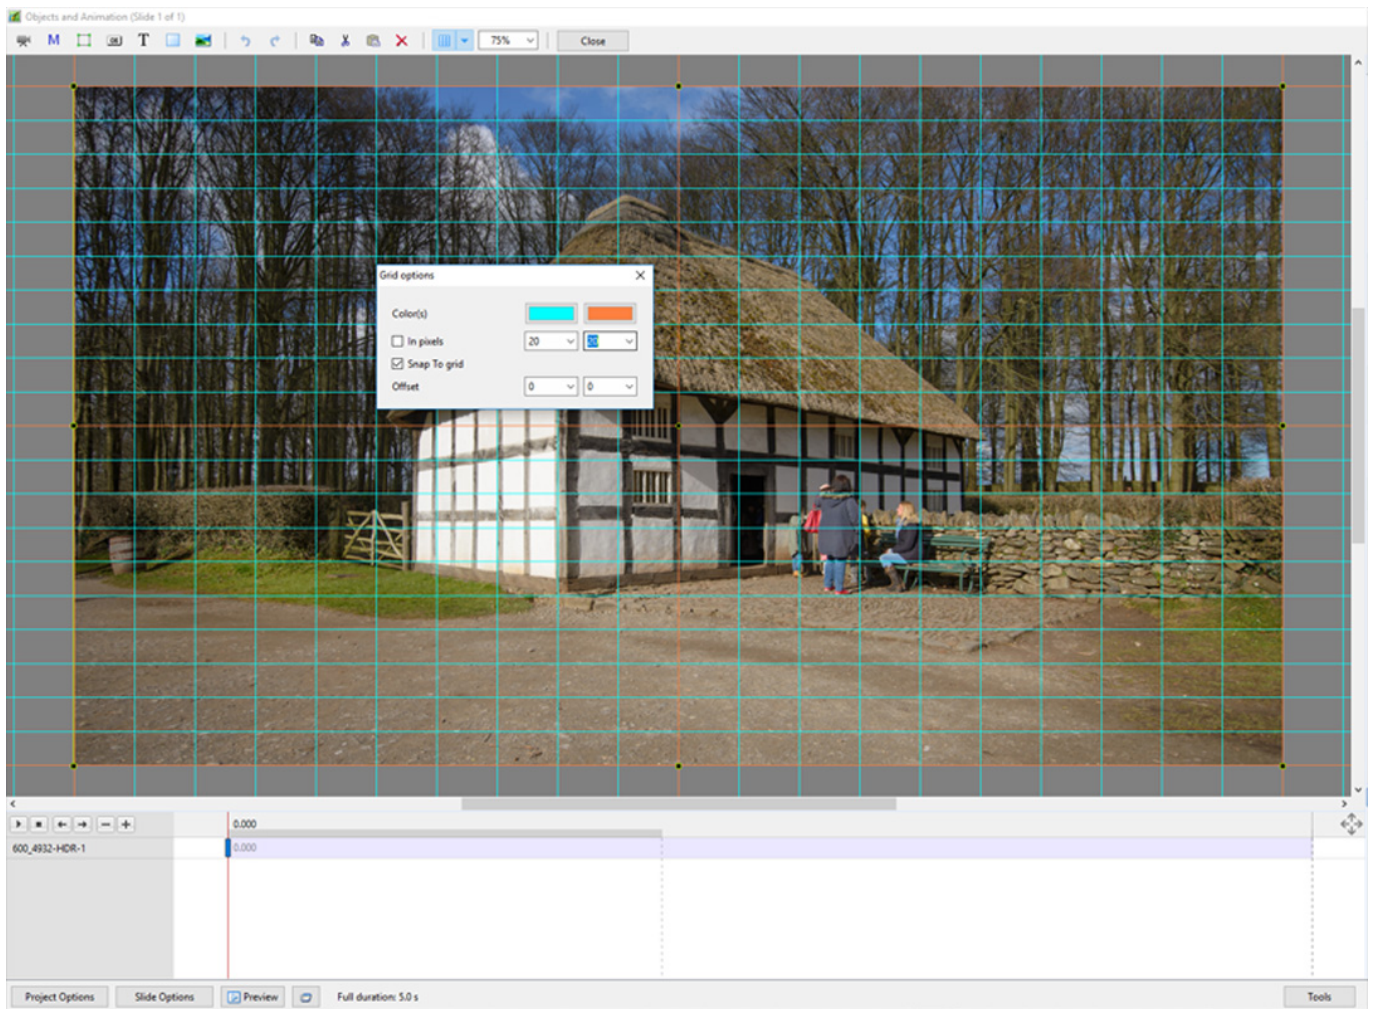 Objects and Animation (Slide 1 of 1)
M OK T 75% Close
Grid options
Color(s)
In pixels 20 20
Snap To grid
Offset 0 0
0.000
600_4932-HDR-1 0.000
Project Options Slide Options Preview Full duration: 5.0 s Tools